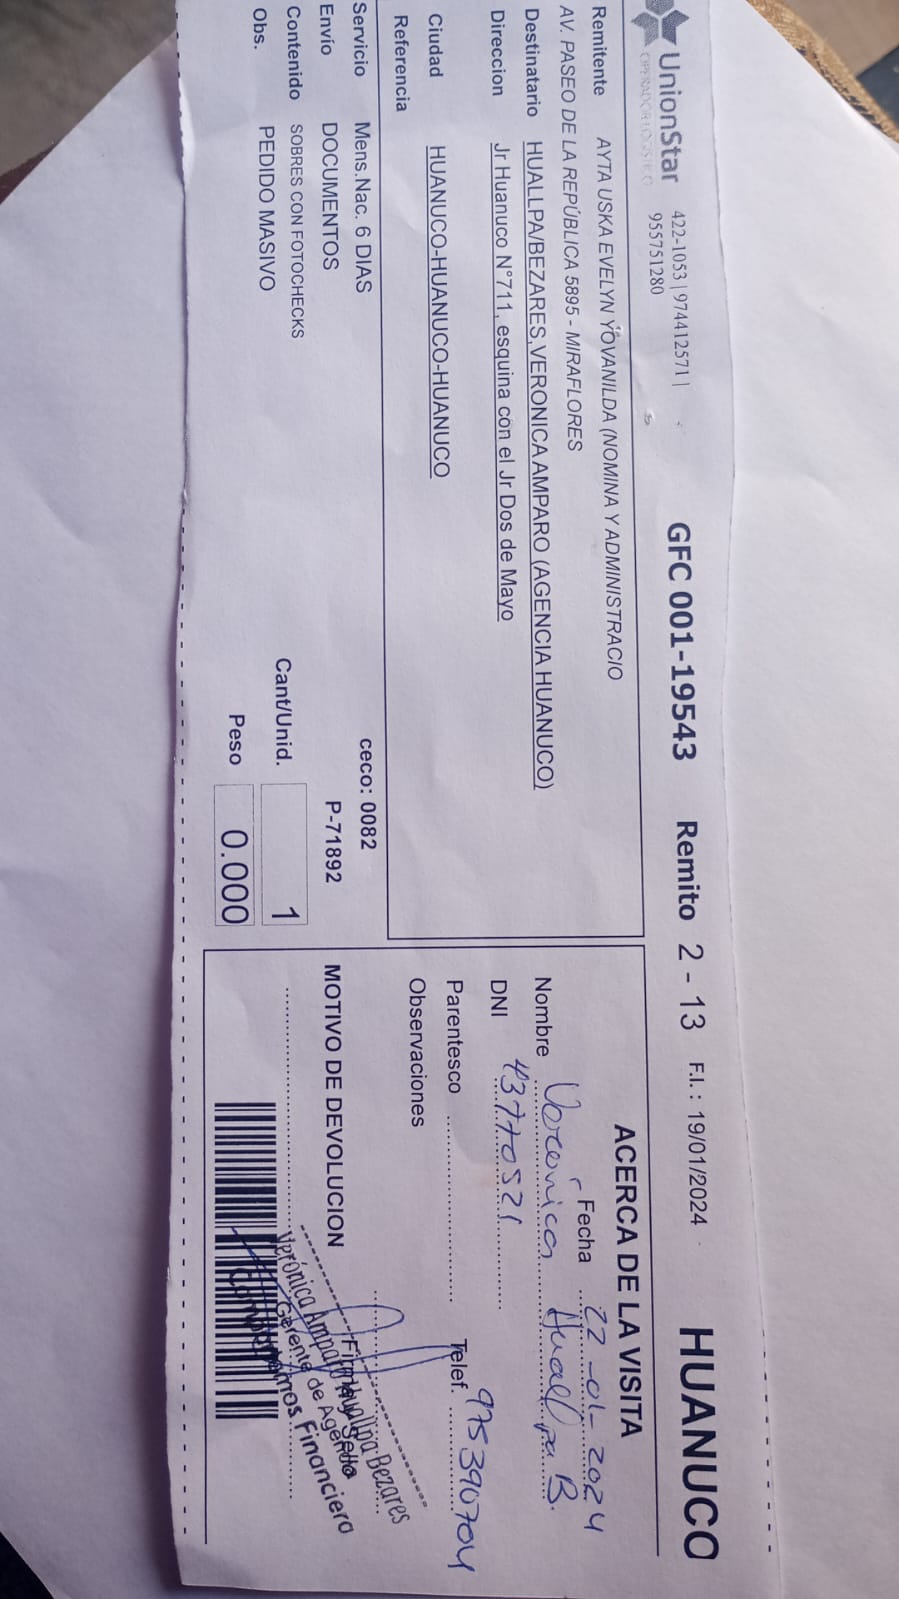 UnionStar
OPERADOR LOGISTICO
422-1053 | 974412571 |
955751280
GFC 001-19543 Remito 2 - 13 F.I. : 19/01/2024 HUANUCO
Remitente AYTA USKA EVELYN YOVANILDA (NOMINA Y ADMINISTRACIO
AV. PASEO DE LA REPÚBLICA 5895 - MIRAFLORES
Destinatario HUALLPA/BEZARES,VERONICA AMPARO (AGENCIA HUANUCO)
Direccion Jr Huanuco N°711, esquina con el Jr Dos de Mayo
Ciudad HUANUCO-HUANUCO-HUANUCO
Referencia
Servicio Mens.Nac. 6 DIAS ceco: 0082
Envío DOCUMENTOS P-71892
Contenido SOBRES CON FOTOCHECKS Cant/Unid. 1
Obs. PEDIDO MASIVO Peso 0.000
ACERCA DE LA VISITA
Fecha 22-01-2024
Nombre Veronica Huallpa B.
DNI 43770521
Parentesco Telef. 975390704
Observaciones
MOTIVO DE DEVOLUCION
Firma y Sello
Verónica Amparo Huallpa Bezares
Gerente de Agencia
Compartamos Financiera